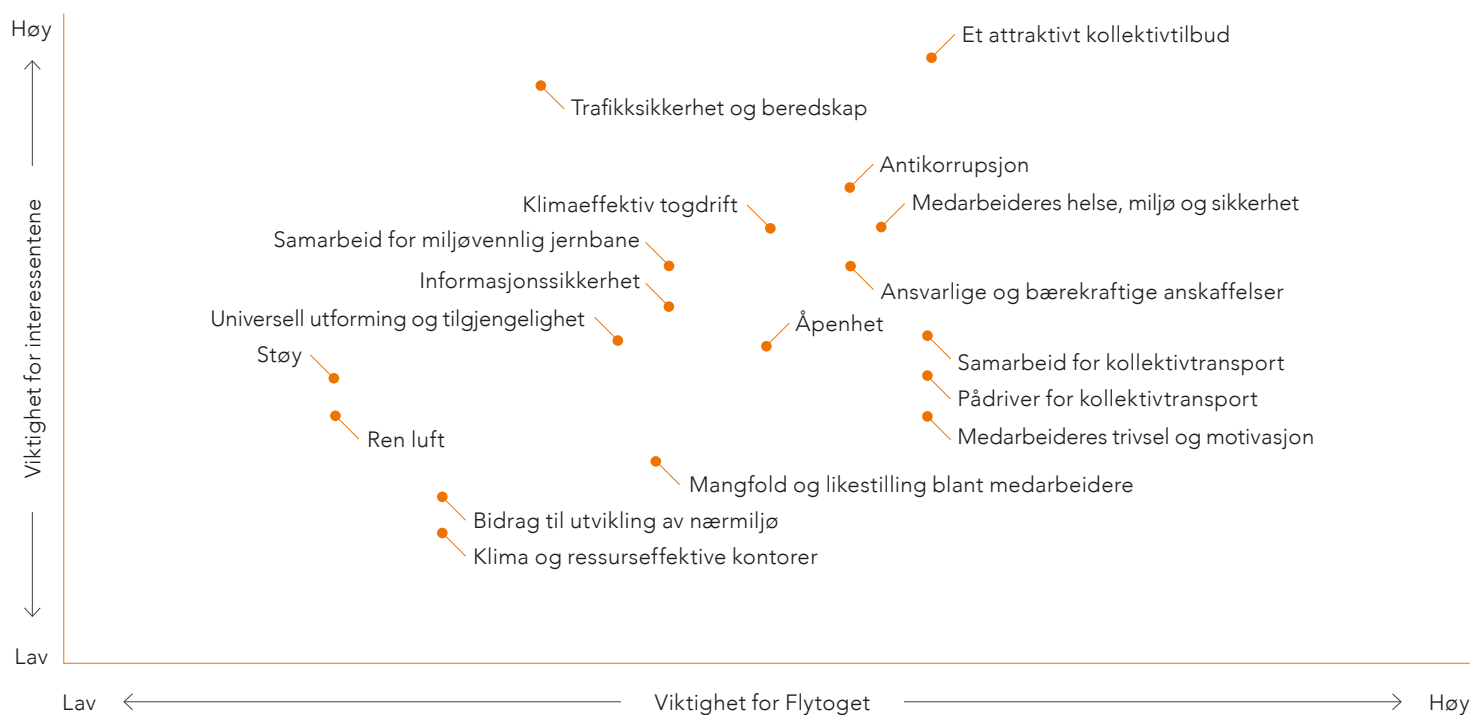 Høy
Et attraktivt kollektivtilbud
Trafikksikkerhet og beredskap
Antikorrupsjon
Klimaeffektiv togdrift
Medarbeideres helse, miljø og sikkerhet
Samarbeid for miljøvennlig jernbane
Informasjonssikkerhet
Ansvarlige og bærekraftige anskaffelser
Universell utforming og tilgjengelighet
Åpenhet
Støy
Samarbeid for kollektivtransport
Pådriver for kollektivtransport
Ren luft
Medarbeideres trivsel og motivasjon
Mangfold og likestilling blant medarbeidere
Bidrag til utvikling av nærmiljø
Klima og ressurseffektive kontorer
Viktighet for interessentene
Lav
Lav
Viktighet for Flytoget
Høy